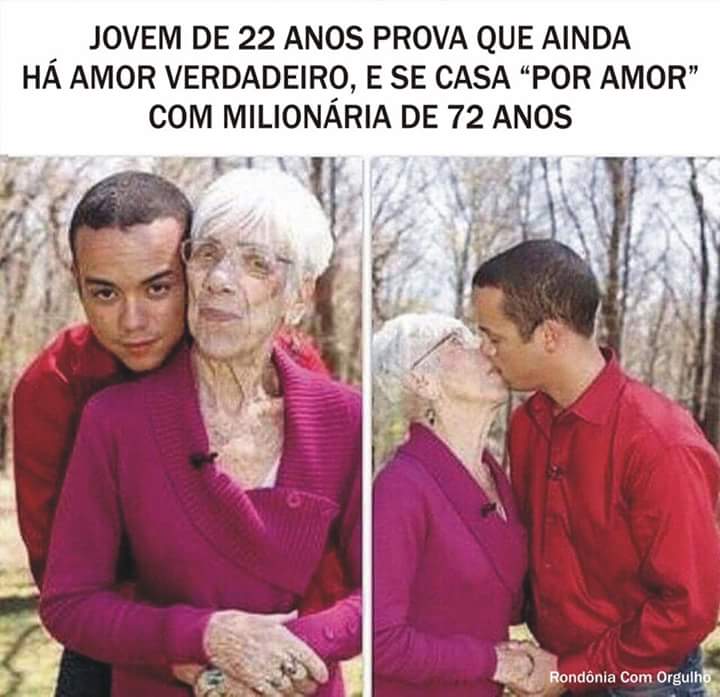 JOVEM DE 22 ANOS PROVA QUE AINDA
HÁ AMOR VERDADEIRO, E SE CASA “POR AMOR”
COM MILIONÁRIA DE 72 ANOS
Rondônia Com Orgulho